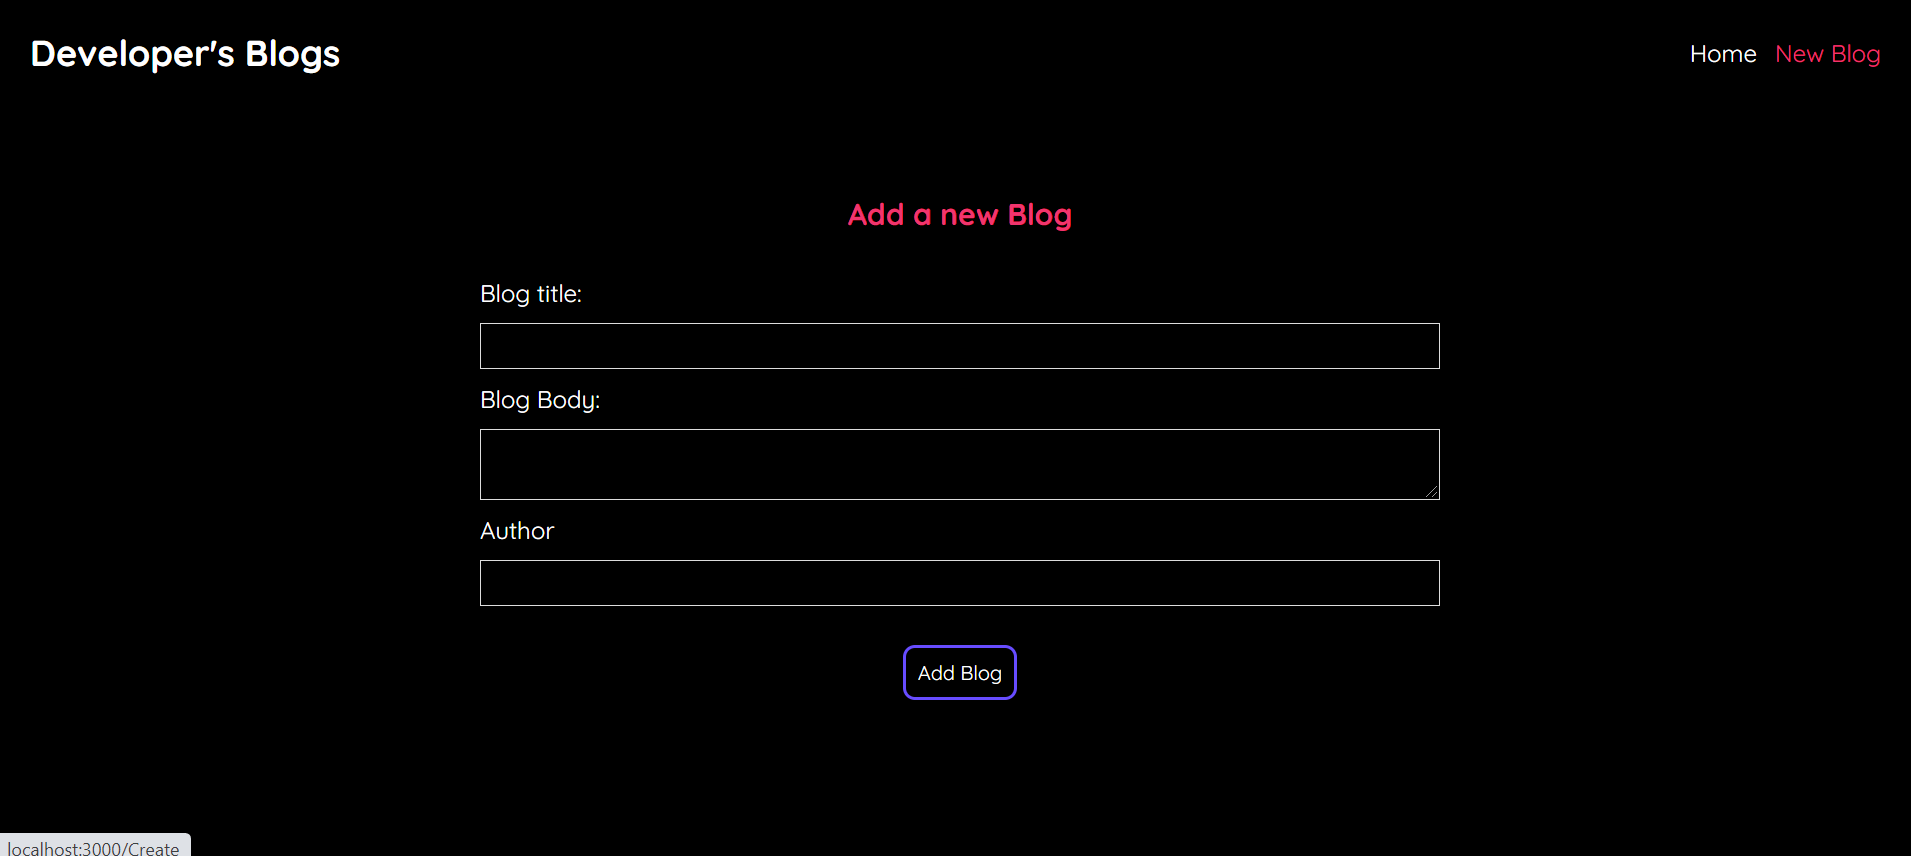 Developer's Blogs
Home New Blog
Add a new Blog
Blog title:
Blog Body:
Author
Add Blog
localhost:3000/Create